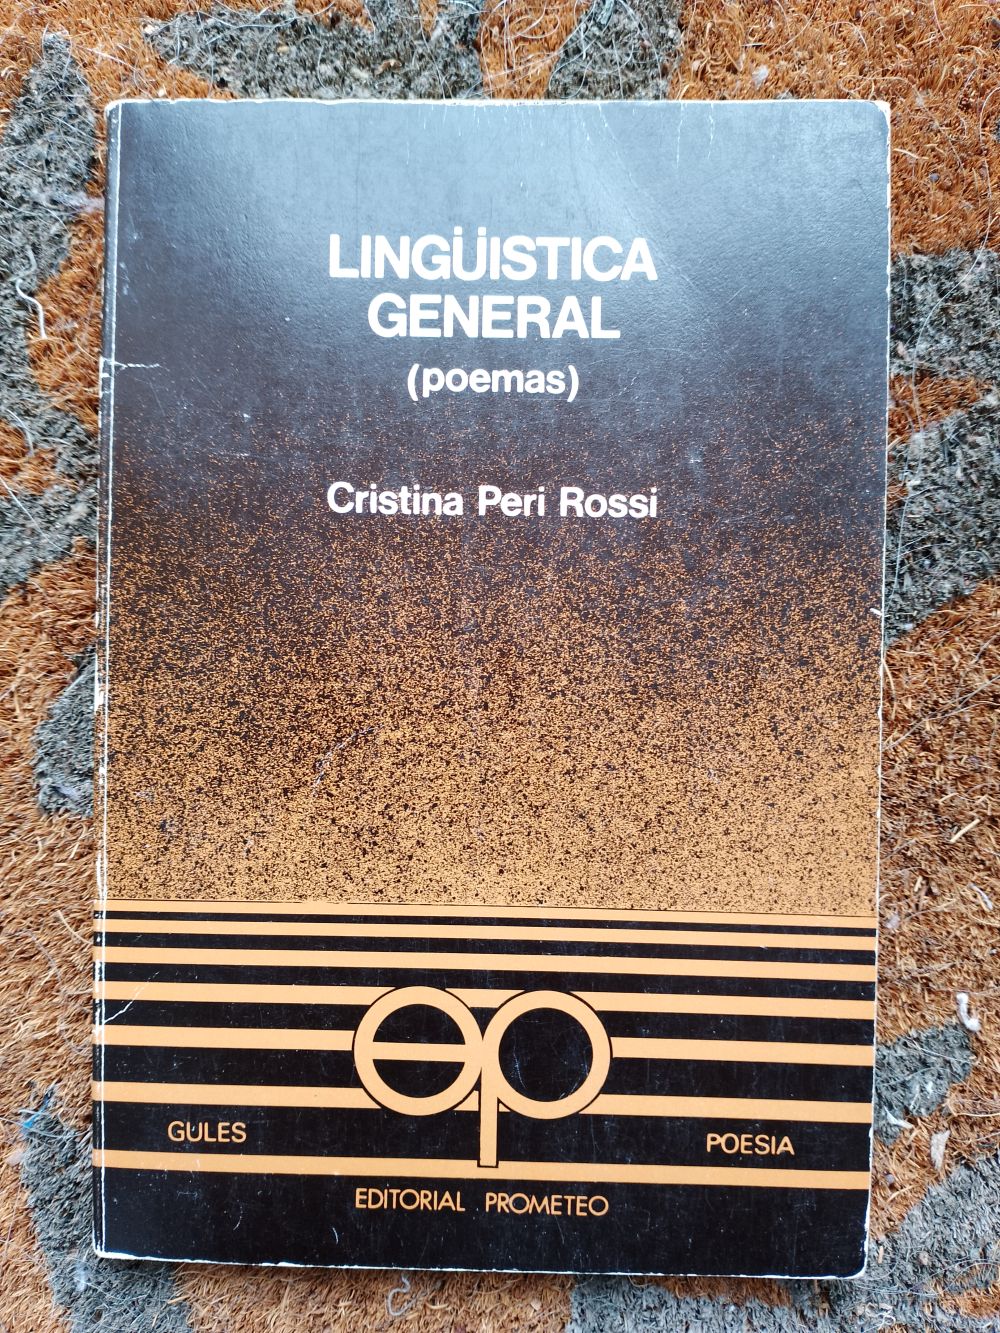 LINGÜISTICA
GENERAL
(poemas)
Cristina Peri Rossi
ep
GULES
POESIA
EDITORIAL PROMETEO